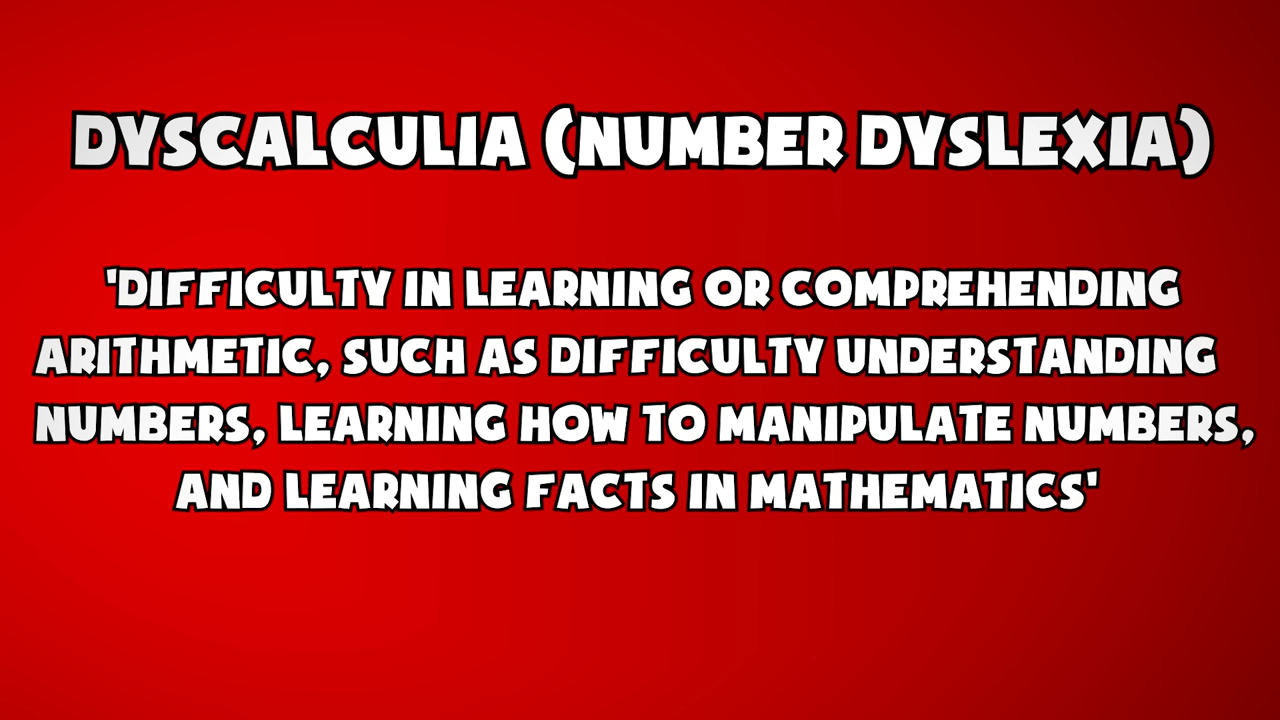 DYSCALCULIA (NUMBER DYSLEXIA)
'DIFFICULTY IN LEARNING OR COMPREHENDING
ARITHMETIC, SUCH AS DIFFICULTY UNDERSTANDING
NUMBERS, LEARNING HOW TO MANIPULATE NUMBERS,
AND LEARNING FACTS IN MATHEMATICS'